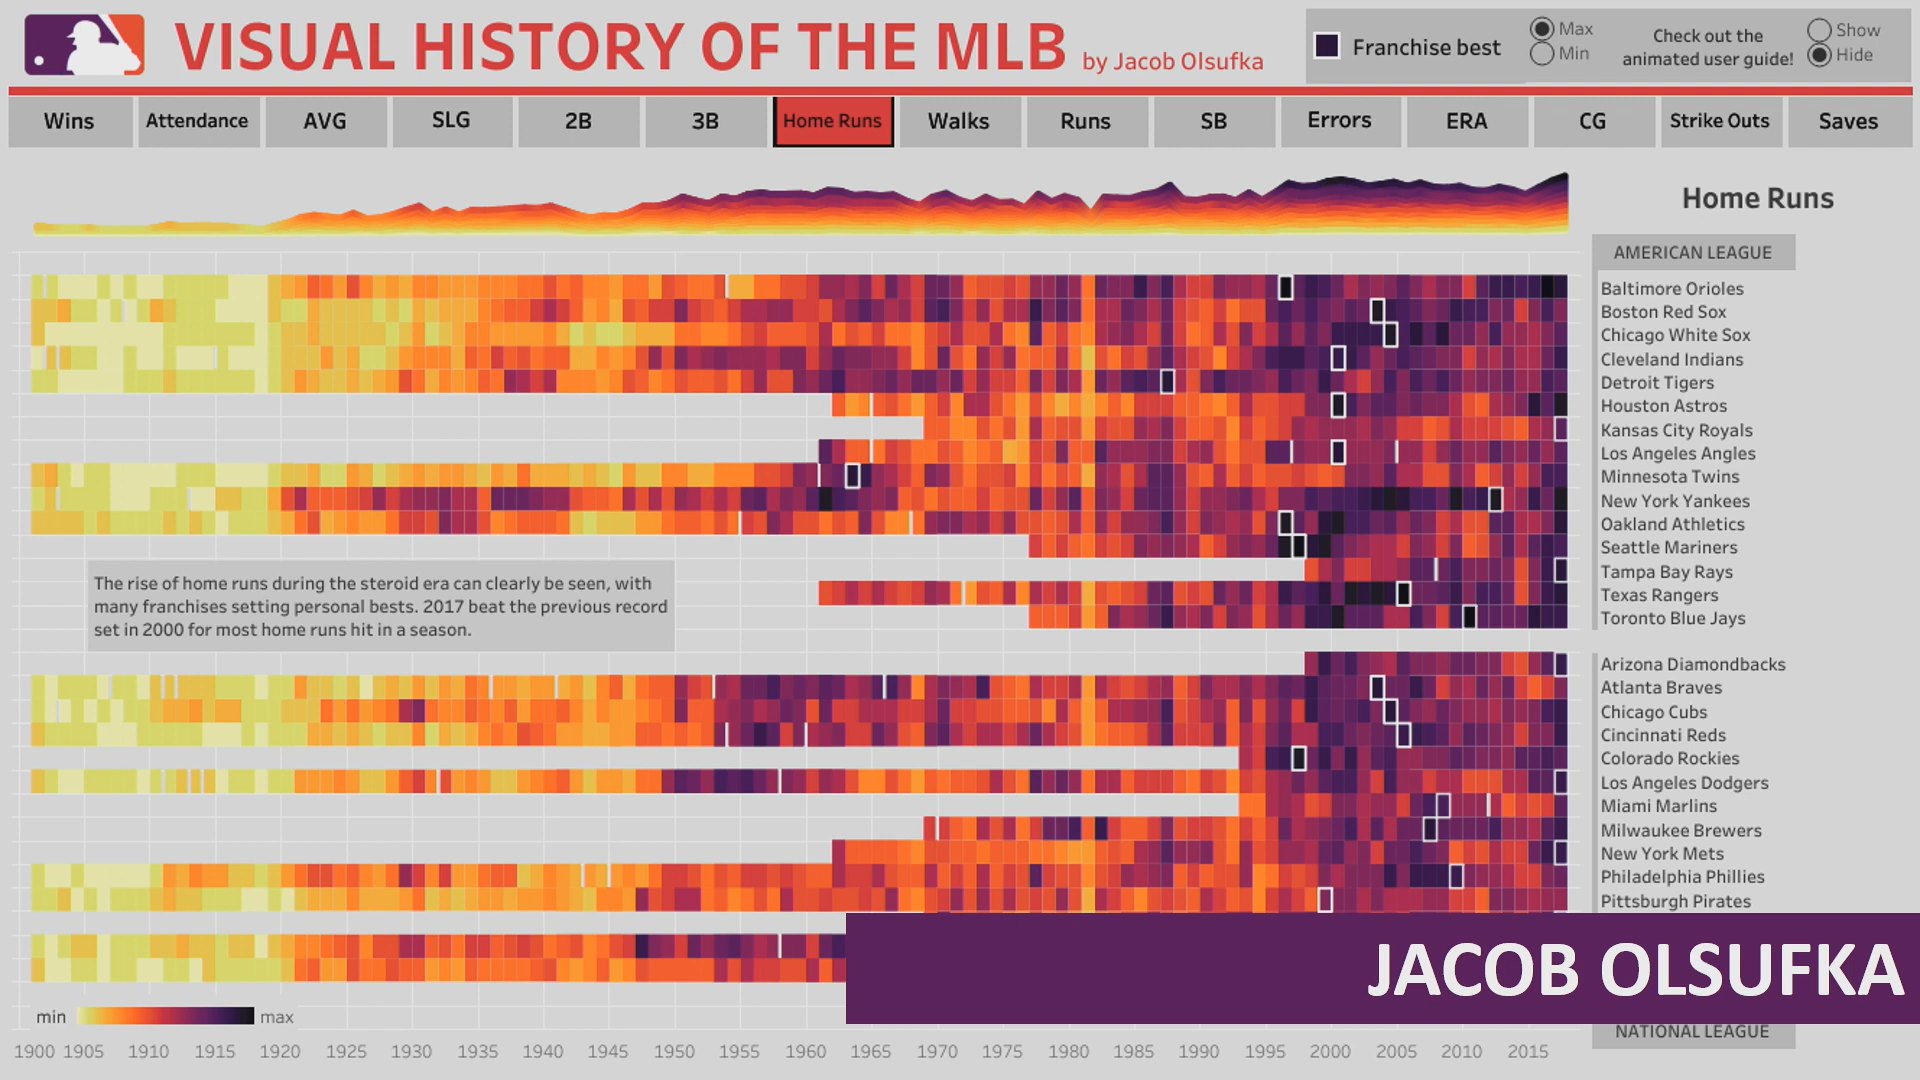 VISUAL HISTORY OF THE MLB by Jacob Olsufka
Franchise best
Max
Min
Check out the
animated user guide!
Show
Hide
Wins
Attendance
AVG
SLG
2B
3B
Home Runs
Walks
Runs
SB
Errors
ERA
CG
Strike Outs
Saves
Home Runs
AMERICAN LEAGUE
Baltimore Orioles
Boston Red Sox
Chicago White Sox
Cleveland Indians
Detroit Tigers
Houston Astros
Kansas City Royals
Los Angeles Angles
Minnesota Twins
New York Yankees
Oakland Athletics
Seattle Mariners
Tampa Bay Rays
Texas Rangers
Toronto Blue Jays
The rise of home runs during the steroid era can clearly be seen, with
many franchises setting personal bests. 2017 beat the previous record
set in 2000 for most home runs hit in a season.
Arizona Diamondbacks
Atlanta Braves
Chicago Cubs
Cincinnati Reds
Colorado Rockies
Los Angeles Dodgers
Miami Marlins
Milwaukee Brewers
New York Mets
Philadelphia Phillies
Pittsburgh Pirates
JACOB OLSUFKA
NATIONAL LEAGUE
min
max
1900 1905 1910 1915 1920 1925 1930 1935 1940 1945 1950 1955 1960 1965 1970 1975 1980 1985 1990 1995 2000 2005 2010 2015